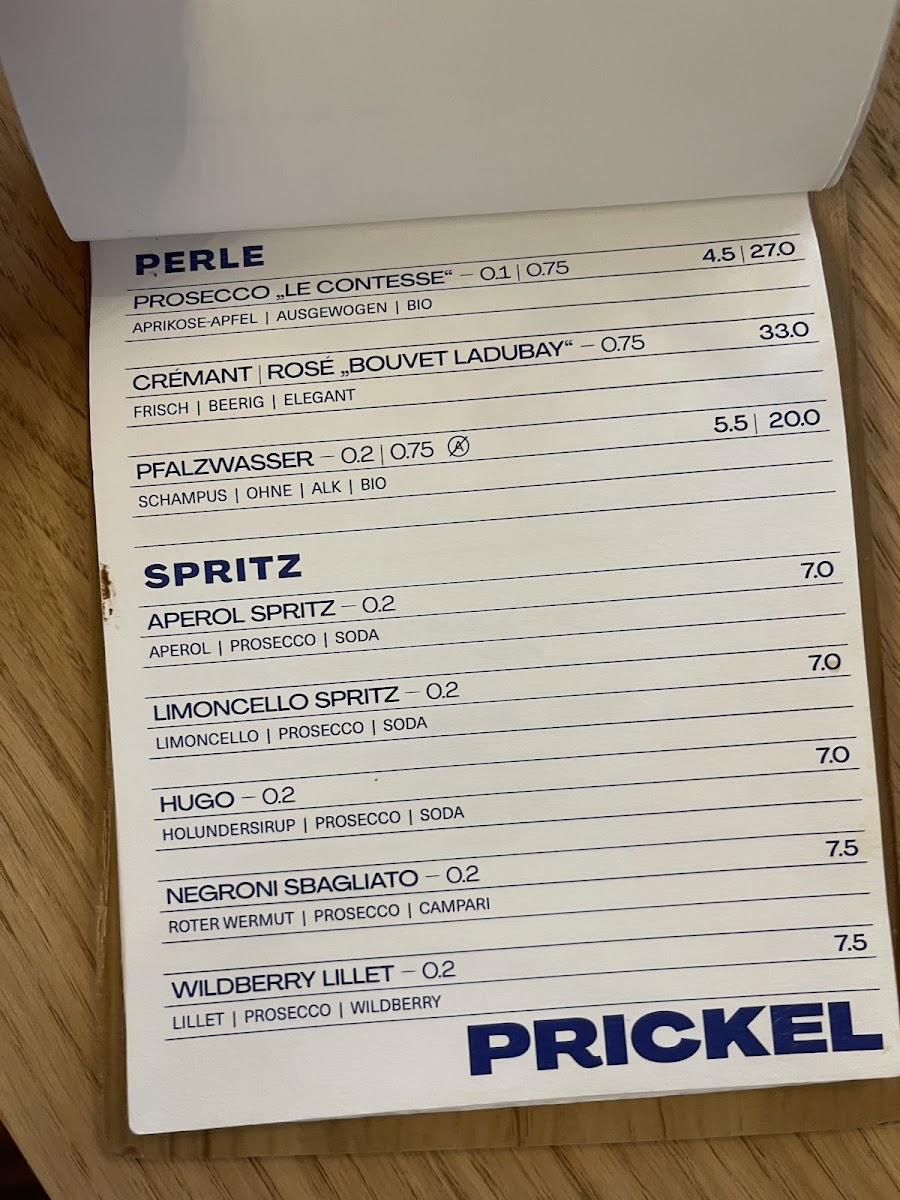 PERLE
PROSECCO „LE CONTESSE“ – 0.1 | 0.75 4.5 | 27.0
APRIKOSE-APFEL | AUSGEWOGEN | BIO
CRÉMANT | ROSÉ „BOUVET LADUBAY“ – 0.75 33.0
FRISCH | BEERIG | ELEGANT
PFALZWASSER – 0.2 | 0.75 5.5 | 20.0
SCHAMPUS | OHNE | ALK | BIO
SPRITZ
APEROL SPRITZ – 0.2 7.0
APEROL | PROSECCO | SODA
LIMONCELLO SPRITZ – 0.2 7.0
LIMONCELLO | PROSECCO | SODA
HUGO – 0.2 7.0
HOLUNDERSIRUP | PROSECCO | SODA
NEGRONI SBAGLIATO – 0.2 7.5
ROTER WERMUT | PROSECCO | CAMPARI
WILDBERRY LILLET – 0.2 7.5
LILLET | PROSECCO | WILDBERRY
PRICKEL